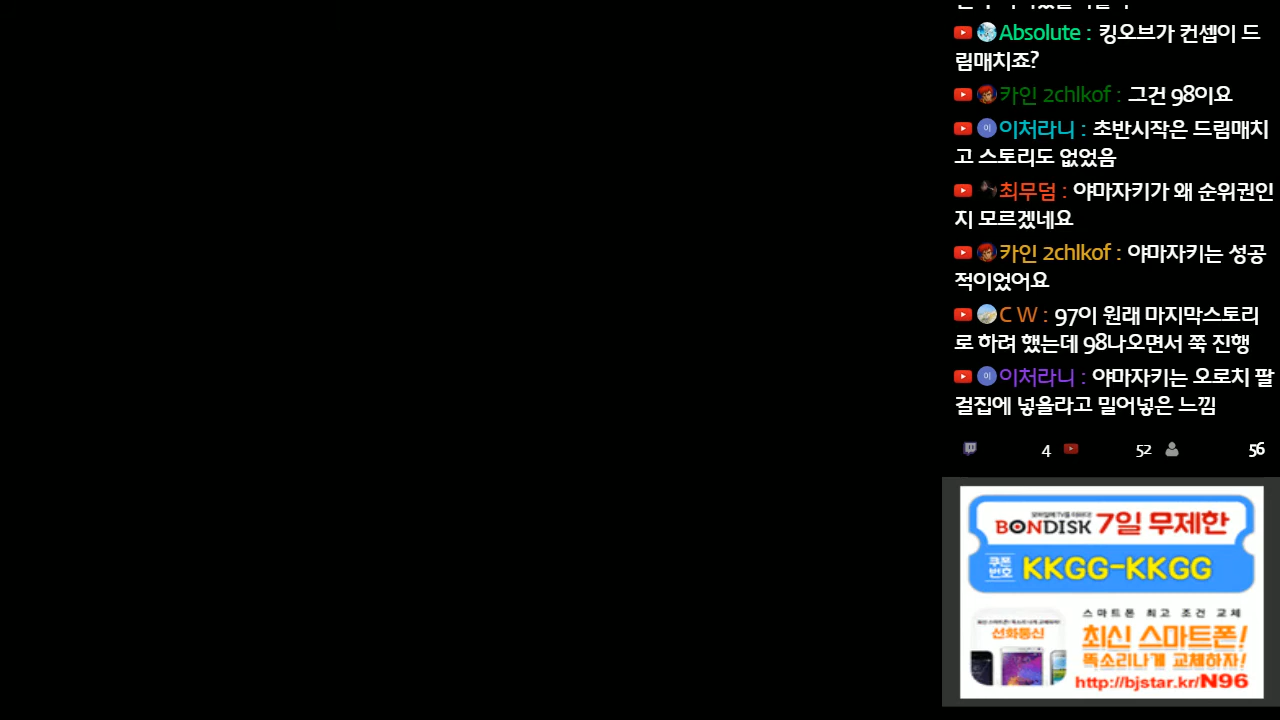 Absolute : 킹오브가 컨셉이 드
림매치죠?
카인 2chlkof : 그건 98이요
이처라니 : 초반시작은 드림매치
고 스토리도 없었음
최무덤 : 야마자키가 왜 순위권인
지 모르겠네요
카인 2chlkof : 야마자키는 성공
적이었어요
C W : 97이 원래 마지막스토리
로 하려 했는데 98나오면서 쭉 진행
이처라니 : 야마자키는 오로치 팔
걸집에 넣을라고 밀어넣은 느낌
4 52 56
BONDISK 7일 무제한
쿠폰
번호 KKGG-KKGG
스마트폰 최고 조건 교체
선화통신
최신 스마트폰!
똑소리나게 교체하자!
http://bjstar.kr/N96